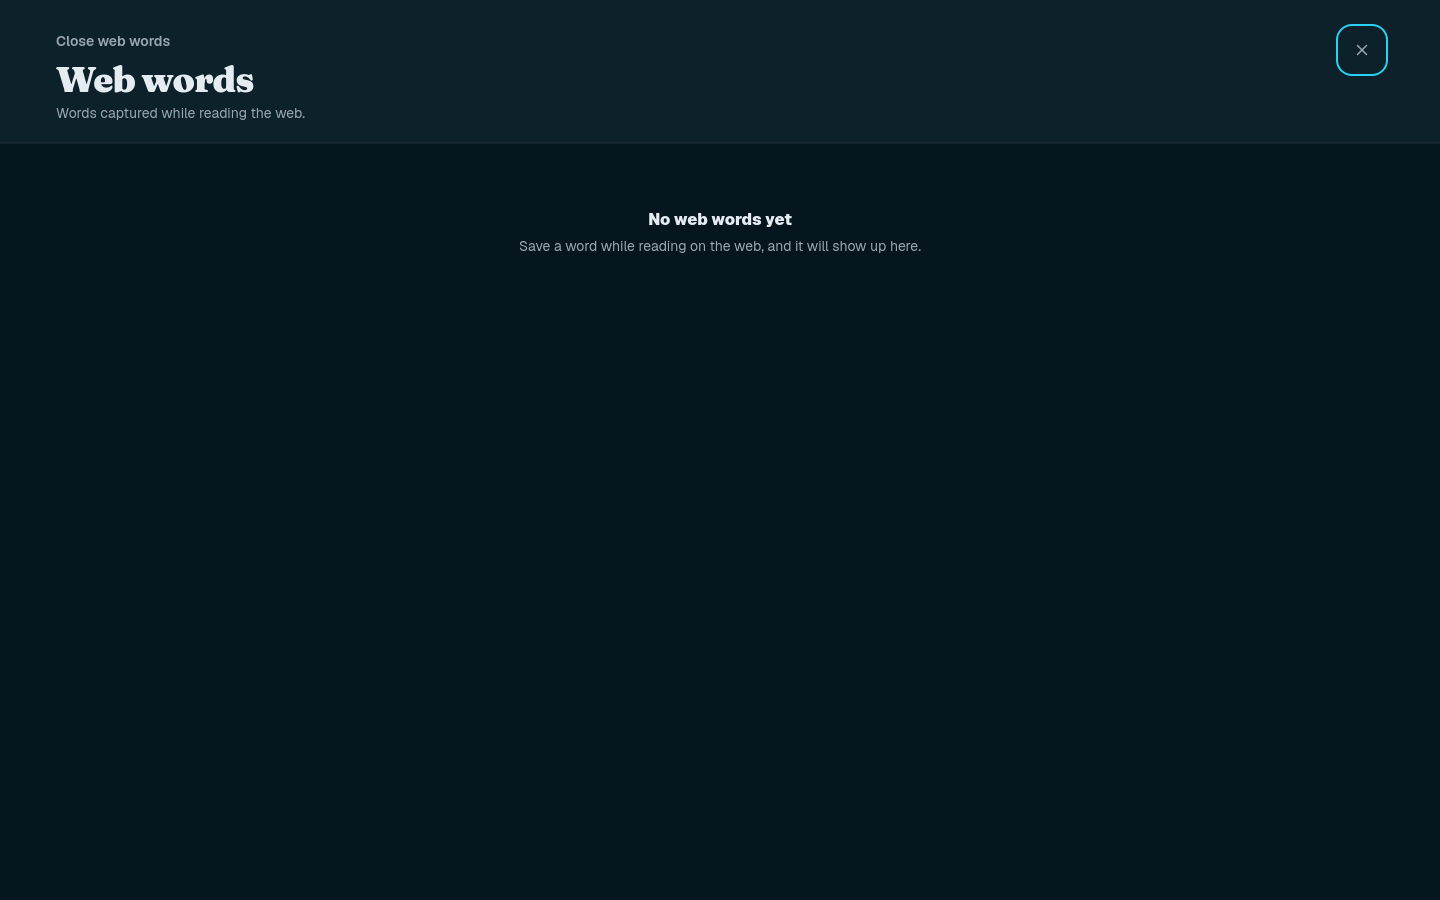 Close web words
Web words
Words captured while reading the web.
No web words yet
Save a word while reading on the web, and it will show up here.